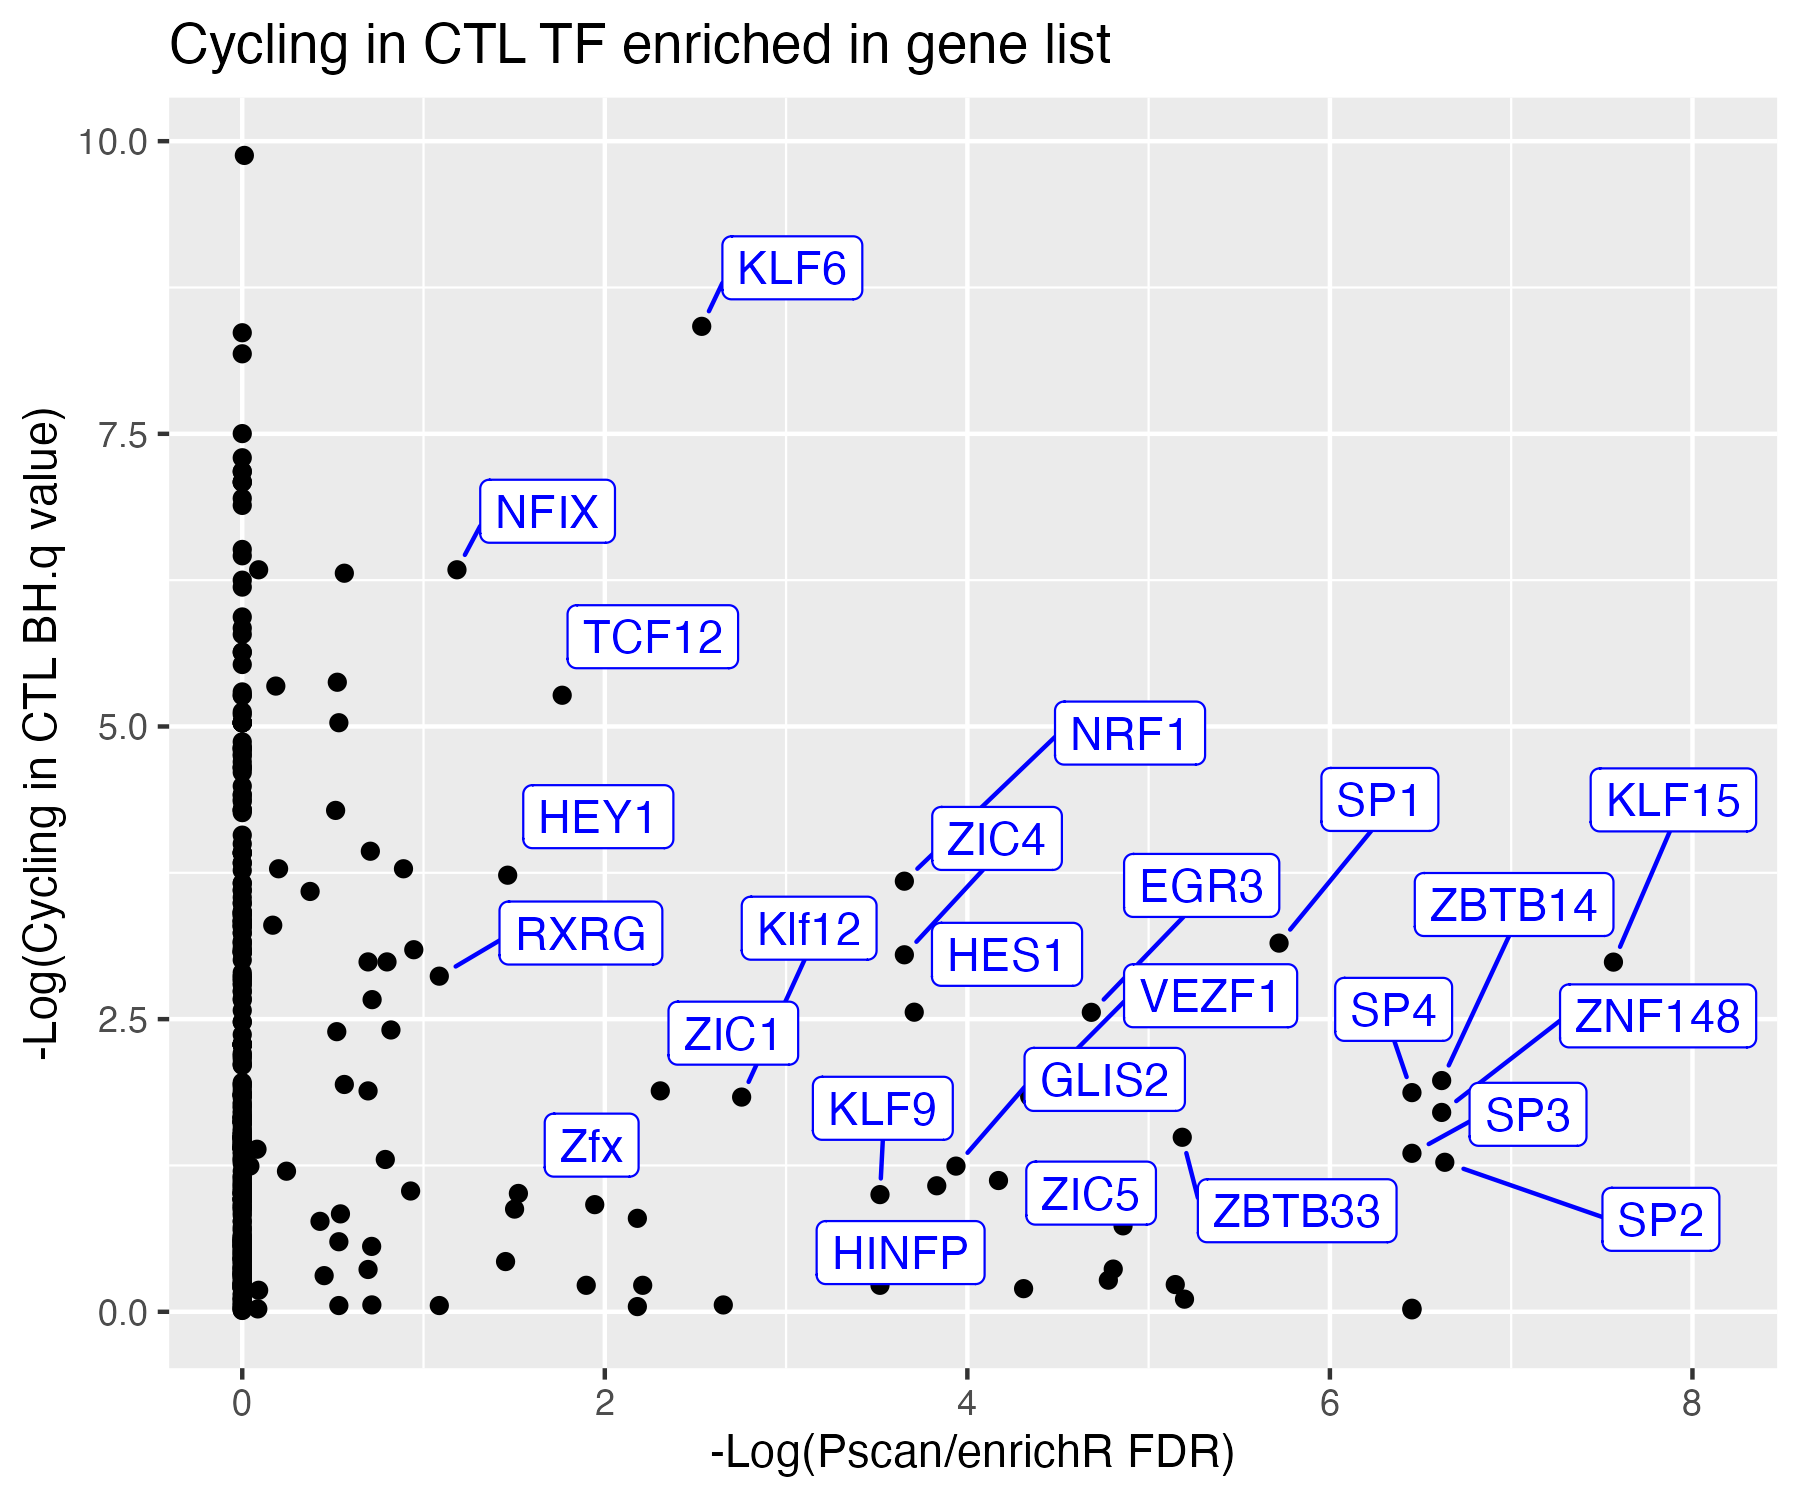 Cycling in CTL TF enriched in gene list
-Log(Cycling in CTL BH.q value)
10.0
7.5
5.0
2.5
0.0
KLF6
NFIX
TCF12
NRF1
SP1
KLF15
HEY1
ZIC4
EGR3
ZBTB14
RXRG
Klf12
HES1
VEZF1
SP4
ZNF148
ZIC1
GLIS2
KLF9
SP3
Zfx
ZIC5
ZBTB33
SP2
HINFP
0
2
4
6
8
-Log(Pscan/enrichR FDR)